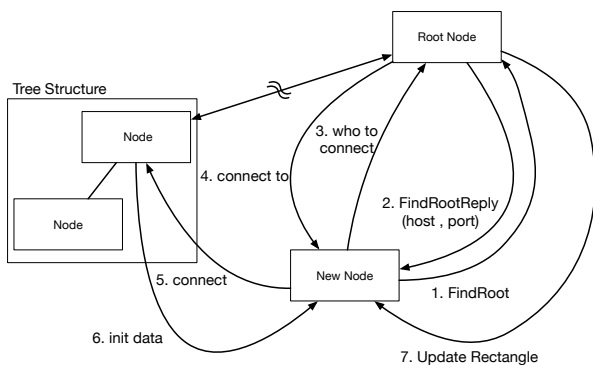 Root Node
Tree Structure
Node
3. who to
connect
4. connect to
Node
2. FindRootReply
(host , port)
New Node
5. connect
1. FindRoot
6. init data
7. Update Rectangle